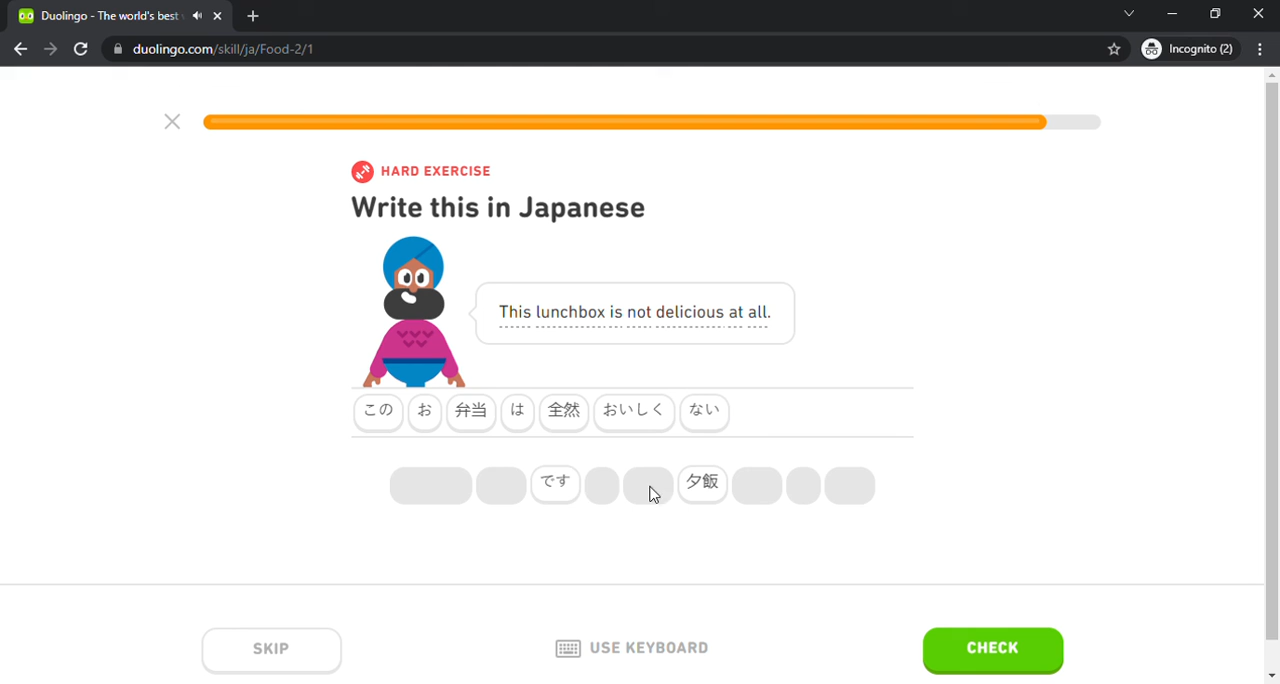 Duolingo - The world's best
duolingo.com/skill/ja/Food-2/1
Incognito (2)
HARD EXERCISE
Write this in Japanese
This lunchbox is not delicious at all.
この お 弁当 は 全然 おいしく ない
です 夕飯
SKIP USE KEYBOARD CHECK